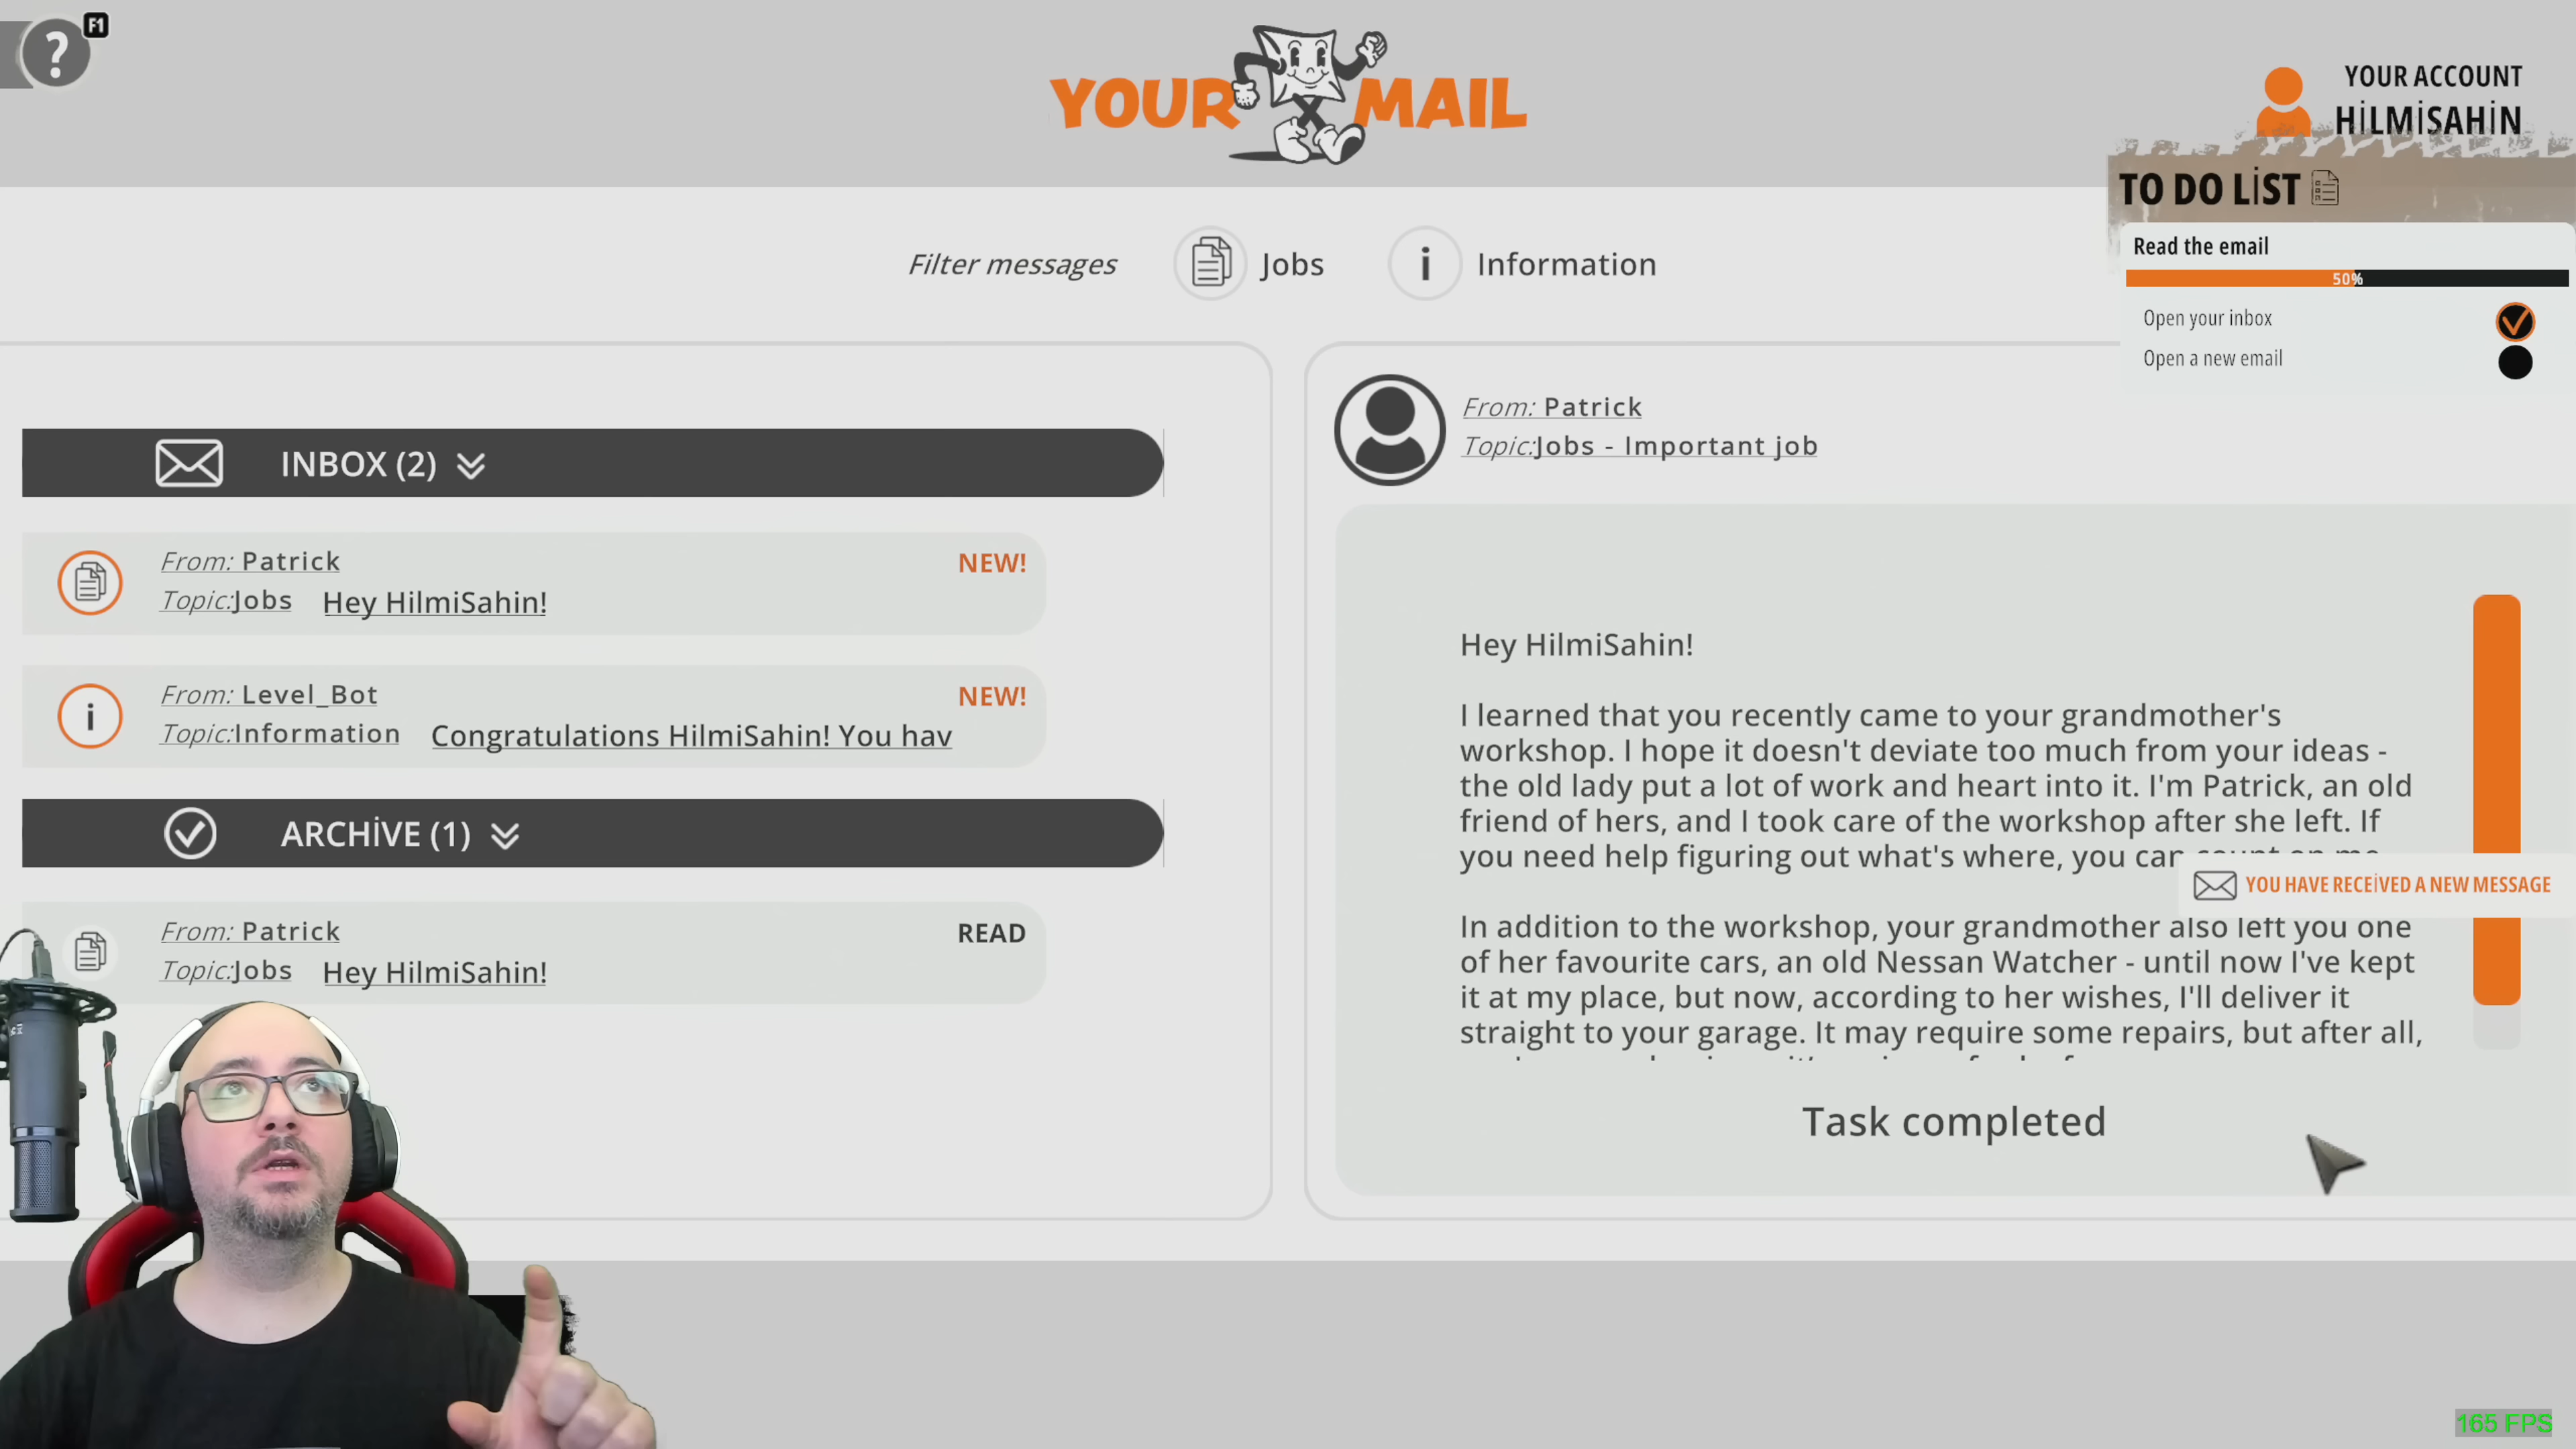 F1
?
YOUR MAIL
YOUR ACCOUNT
HİLMİSAHİN
TO DO LİST
Read the email
50%
Open your inbox
Open a new email
Filter messages
Jobs
i Information
INBOX (2)
From: Patrick
NEW!
Topic:Jobs Hey HilmiSahin!
From: Level_Bot
NEW!
i
Topic:Information Congratulations HilmiSahin! You hav
ARCHİVE (1)
From: Patrick
READ
Topic:Jobs Hey HilmiSahin!
From: Patrick
Topic:Jobs - Important job
Hey HilmiSahin!
I learned that you recently came to your grandmother's
workshop. I hope it doesn't deviate too much from your ideas -
the old lady put a lot of work and heart into it. I'm Patrick, an old
friend of hers, and I took care of the workshop after she left. If
you need help figuring out what's where, you can count on me
YOU HAVE RECEİVED A NEW MESSAGE
In addition to the workshop, your grandmother also left you one
of her favourite cars, an old Nessan Watcher - until now I've kept
it at my place, but now, according to her wishes, I'll deliver it
straight to your garage. It may require some repairs, but after all,
Task completed
165 FPS